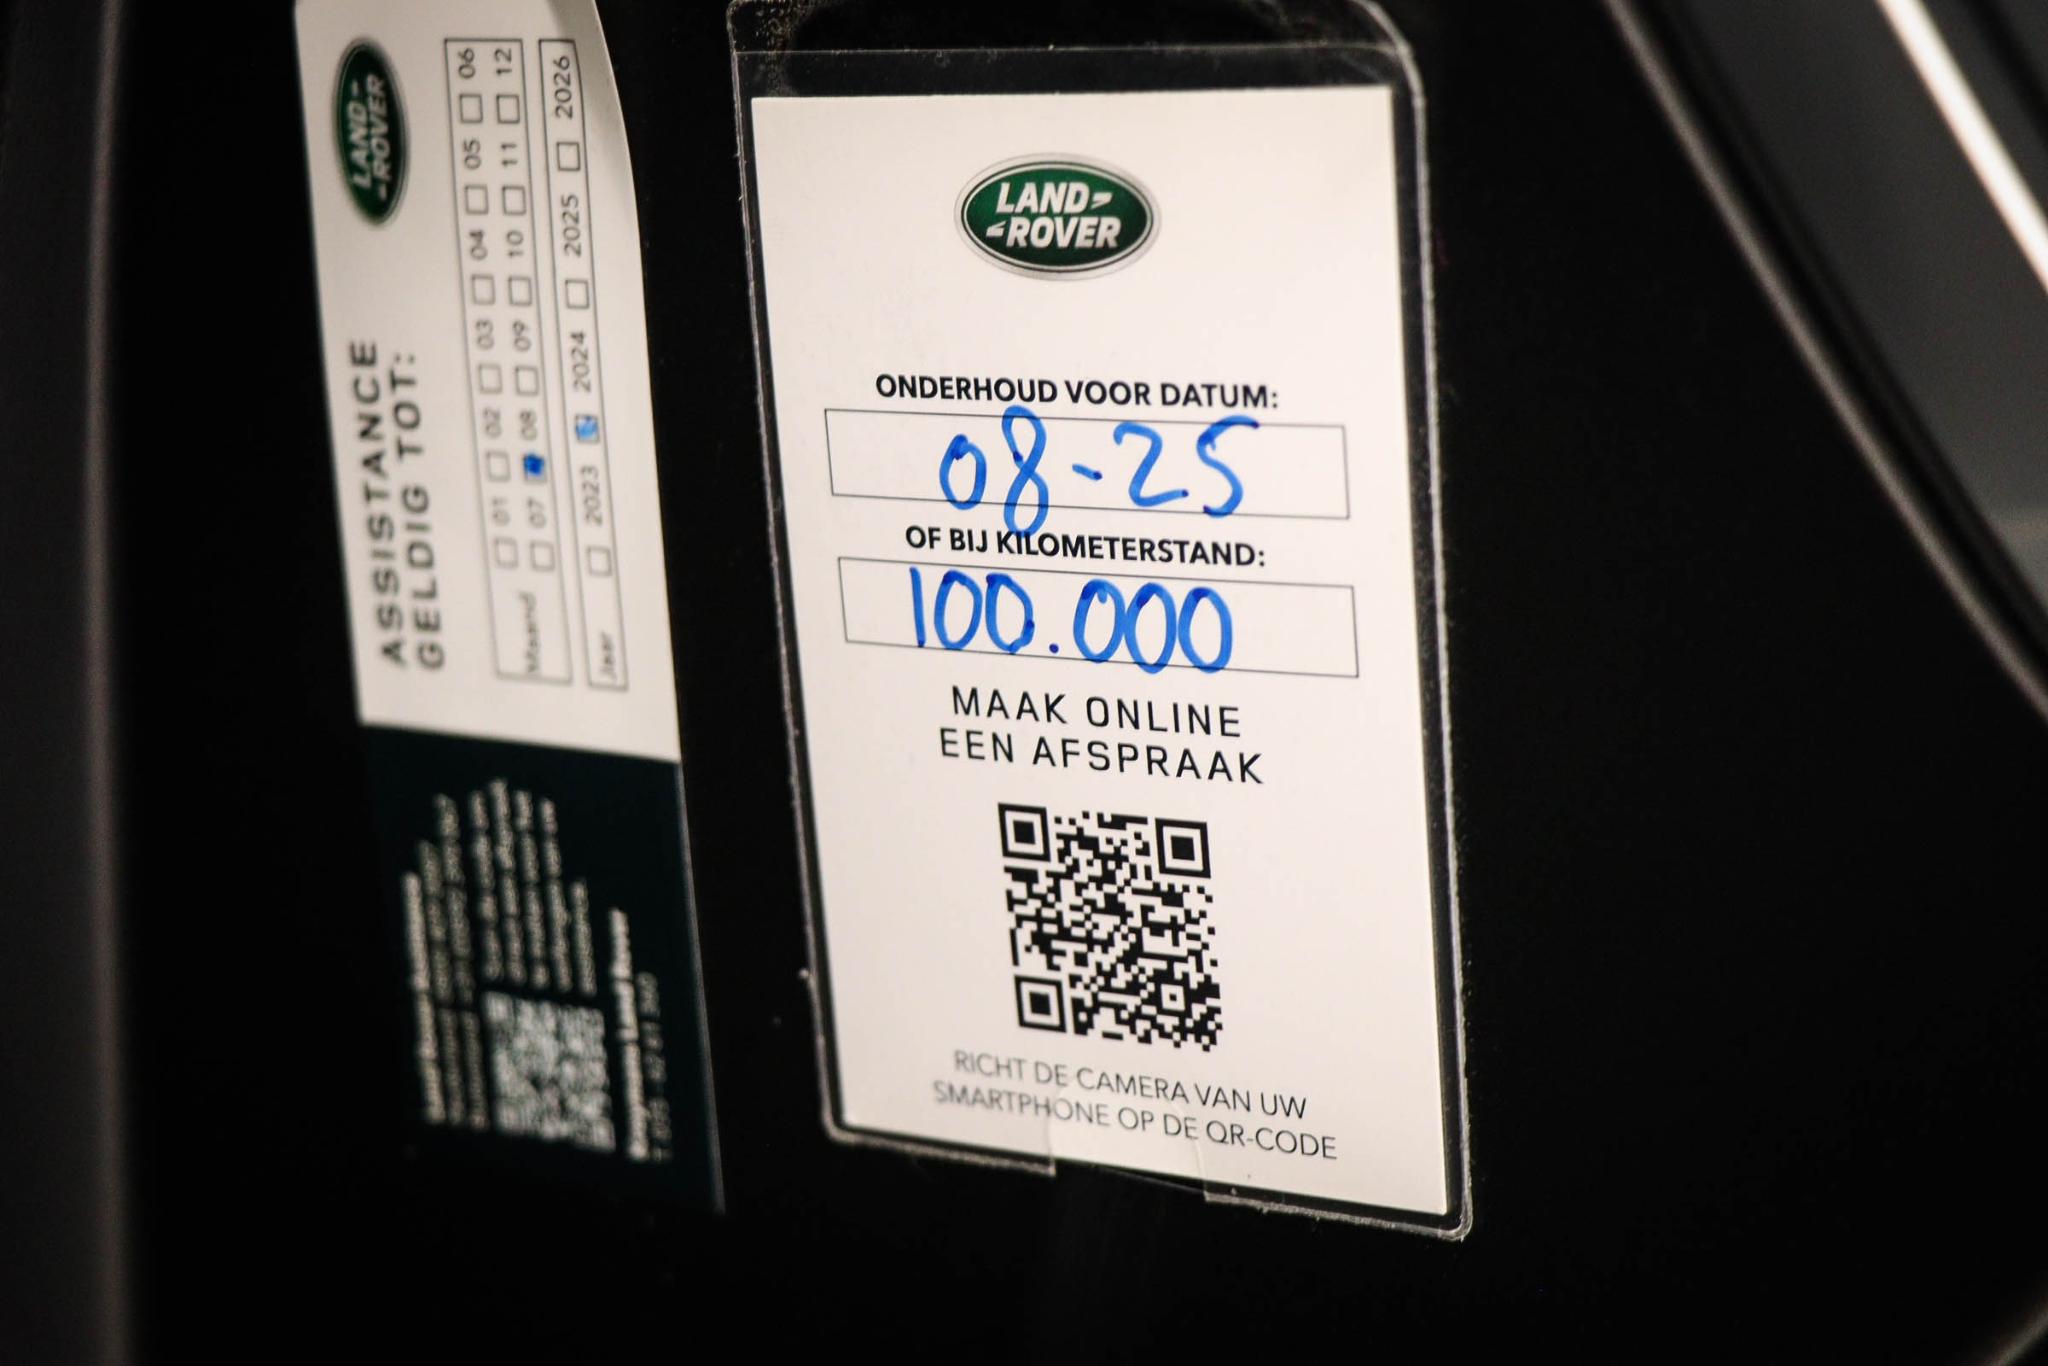 LAND ROVER
ASSISTANCE
GELDIG TOT:
Maand 01 02 03 04 05 06
07 08 09 10 11 12
Jaar 2023 2024 2025 2026
LAND
ROVER
ONDERHOUD VOOR DATUM:
08-25
OF BIJ KILOMETERSTAND:
100.000
MAAK ONLINE
EEN AFSPRAAK
RICHT DE CAMERA VAN UW
SMARTPHONE OP DE QR-CODE